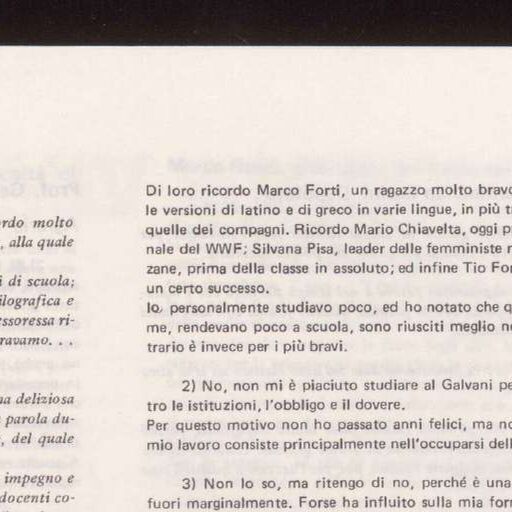 ordo molto
, alla quale
i di scuola;
ilografica e
essoressa ri-
ravamo. . .
na deliziosa
parola du-
, del quale
impegno e
docenti co-
Di loro ricordo Marco Forti, un ragazzo molto bravo
le versioni di latino e di greco in varie lingue, in più t
quelle dei compagni. Ricordo Mario Chiavelta, oggi p
nale del WWF; Silvana Pisa, leader delle femministe r
zane, prima della classe in assoluto; ed infine Tio For
un certo successo.
Io, personalmente studiavo poco, ed ho notato che q
me, rendevano poco a scuola, sono riusciti meglio ne
trario è invece per i più bravi.
2) No, non mi è piaciuto studiare al Galvani pe
tro le istituzioni, l'obbligo e il dovere.
Per questo motivo non ho passato anni felici, ma no
mio lavoro consiste principalmente nell'occuparsi dell
3) Non lo so, ma ritengo di no, perché è una
fuori marginalmente. Forse ha influito sulla mia form